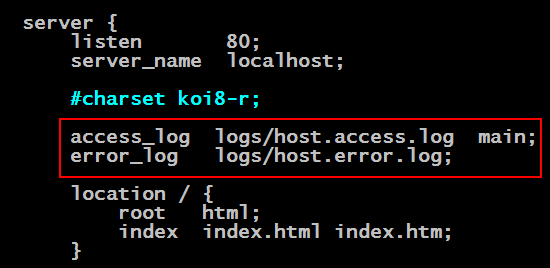 server {
    listen       80;
    server_name  localhost;
    #charset koi8-r;
    access_log  logs/host.access.log  main;
    error_log   logs/host.error.log;
    location / {
        root   html;
        index  index.html index.htm;
    }